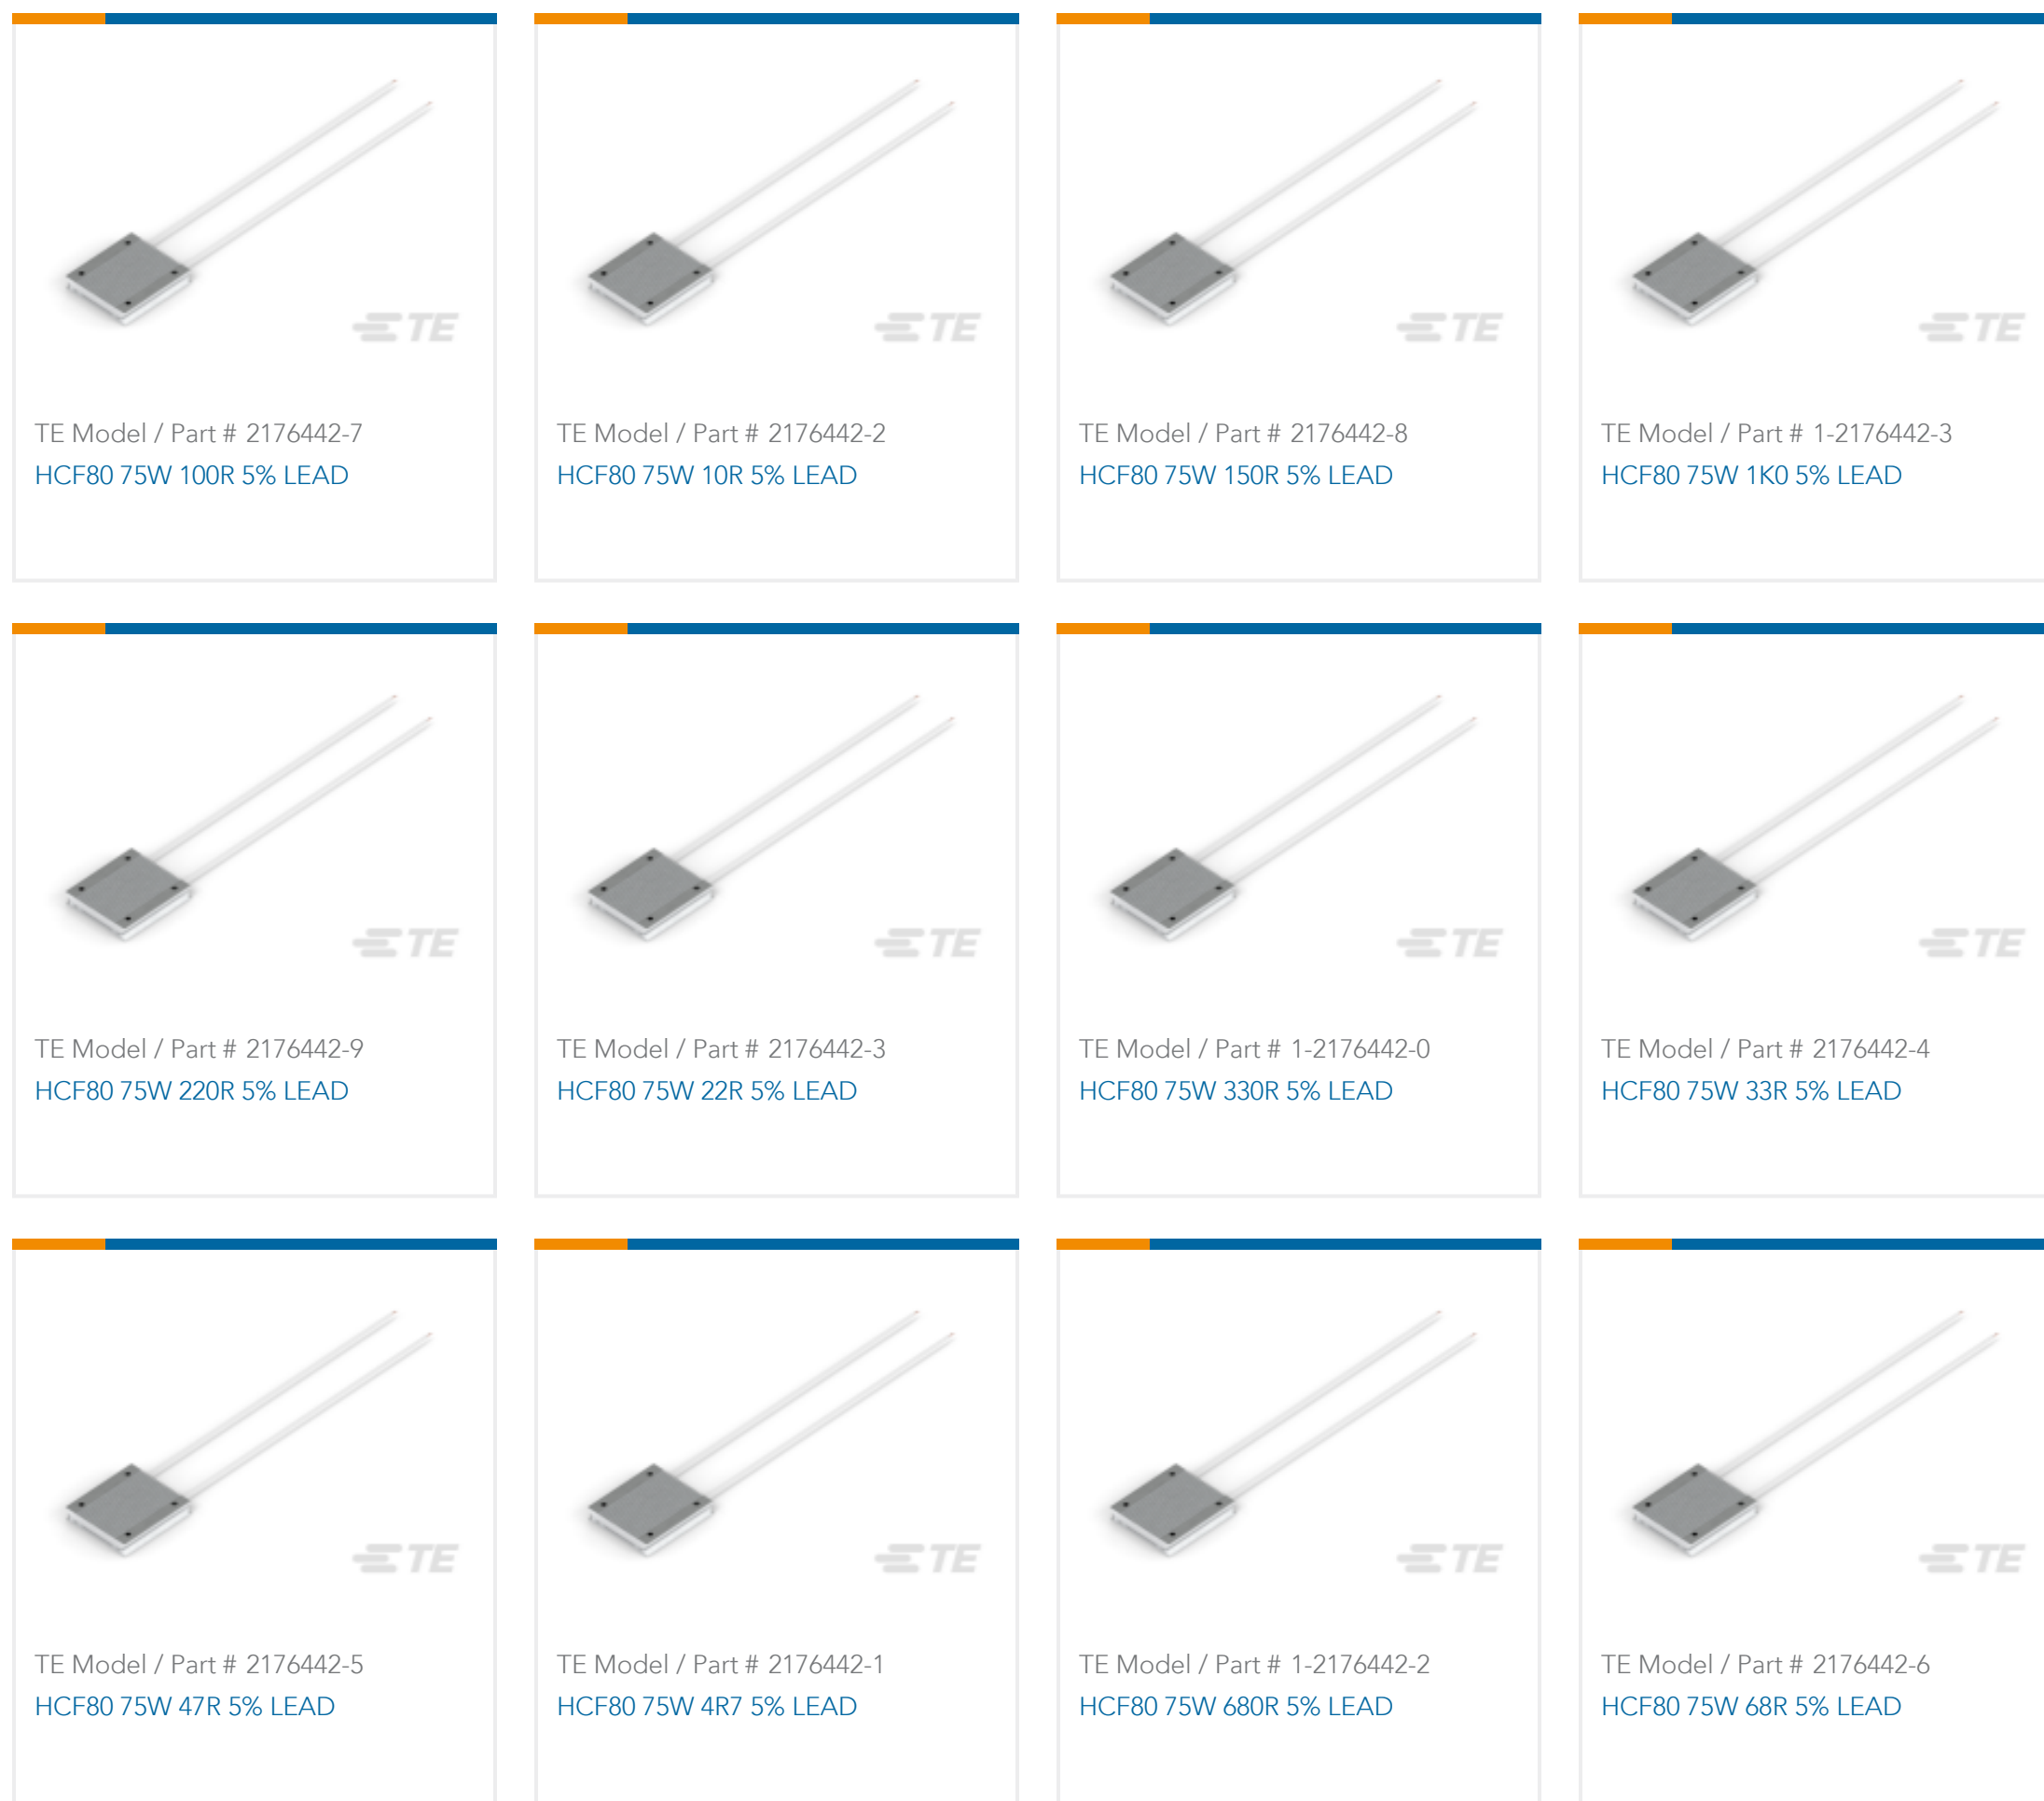 TE
TE
TE
TE
TE Model / Part # 2176442-7
HCF80 75W 100R 5% LEAD
TE Model / Part # 2176442-2
HCF80 75W 10R 5% LEAD
TE Model / Part # 2176442-8
HCF80 75W 150R 5% LEAD
TE Model / Part # 1-2176442-3
HCF80 75W 1K0 5% LEAD
TE
TE
TE
TE
TE Model / Part # 2176442-9
HCF80 75W 220R 5% LEAD
TE Model / Part # 2176442-3
HCF80 75W 22R 5% LEAD
TE Model / Part # 1-2176442-0
HCF80 75W 330R 5% LEAD
TE Model / Part # 2176442-4
HCF80 75W 33R 5% LEAD
TE
TE
TE
TE
TE Model / Part # 2176442-5
HCF80 75W 47R 5% LEAD
TE Model / Part # 2176442-1
HCF80 75W 4R7 5% LEAD
TE Model / Part # 1-2176442-2
HCF80 75W 680R 5% LEAD
TE Model / Part # 2176442-6
HCF80 75W 68R 5% LEAD